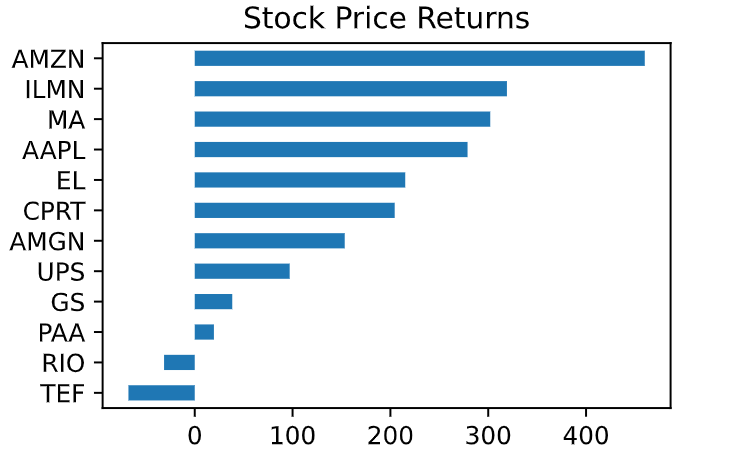 Stock Price Returns
AMZN
ILMN
MA
AAPL
EL
CPRT
AMGN
UPS
GS
PAA
RIO
TEF
0 100 200 300 400